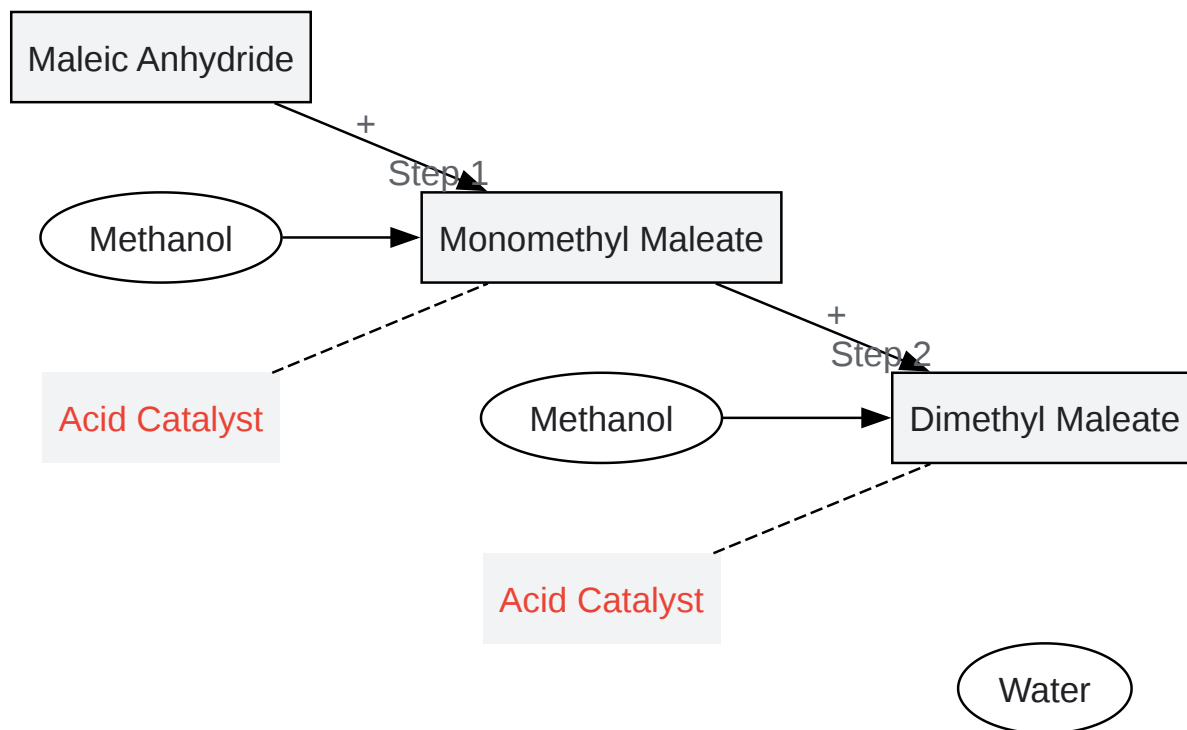 Maleic Anhydride
+
Step 1
Methanol
Monomethyl Maleate
+
Step 2
Acid Catalyst
Methanol
Dimethyl Maleate
Acid Catalyst
Water